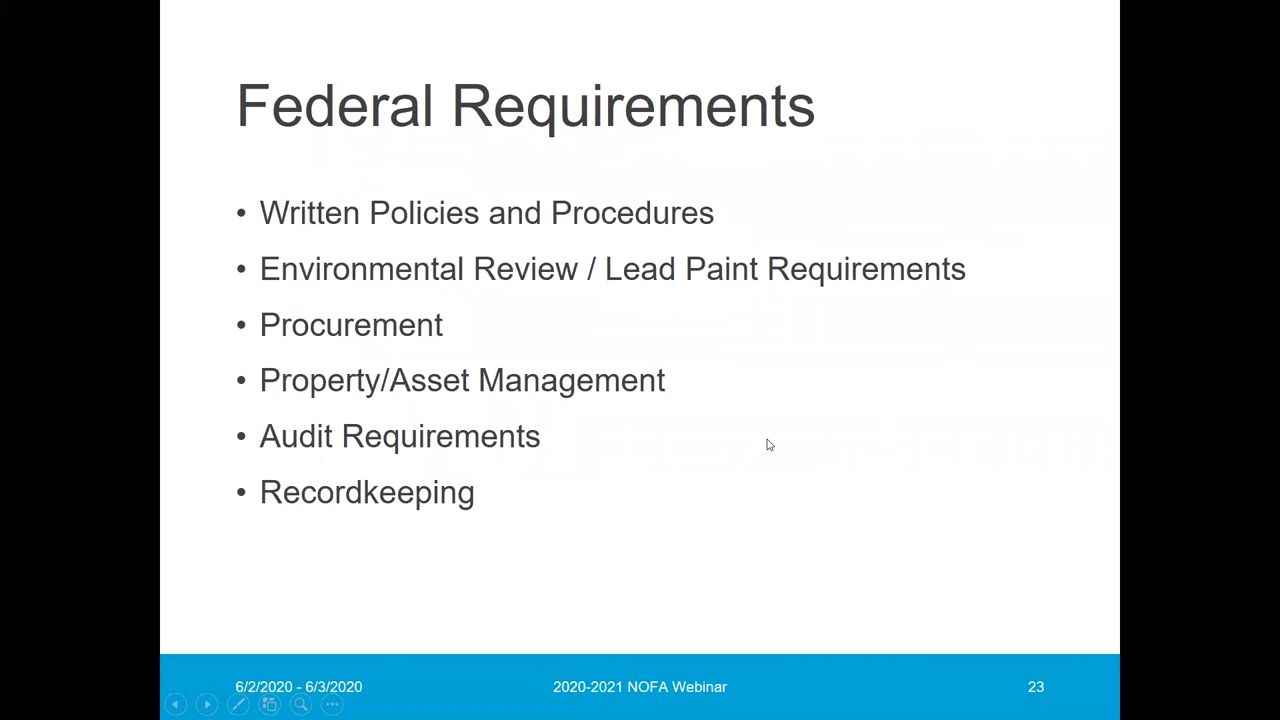 Federal Requirements
• Written Policies and Procedures
• Environmental Review / Lead Paint Requirements
• Procurement
• Property/Asset Management
• Audit Requirements
• Recordkeeping
6/2/2020 - 6/3/2020
2020-2021 NOFA Webinar
23